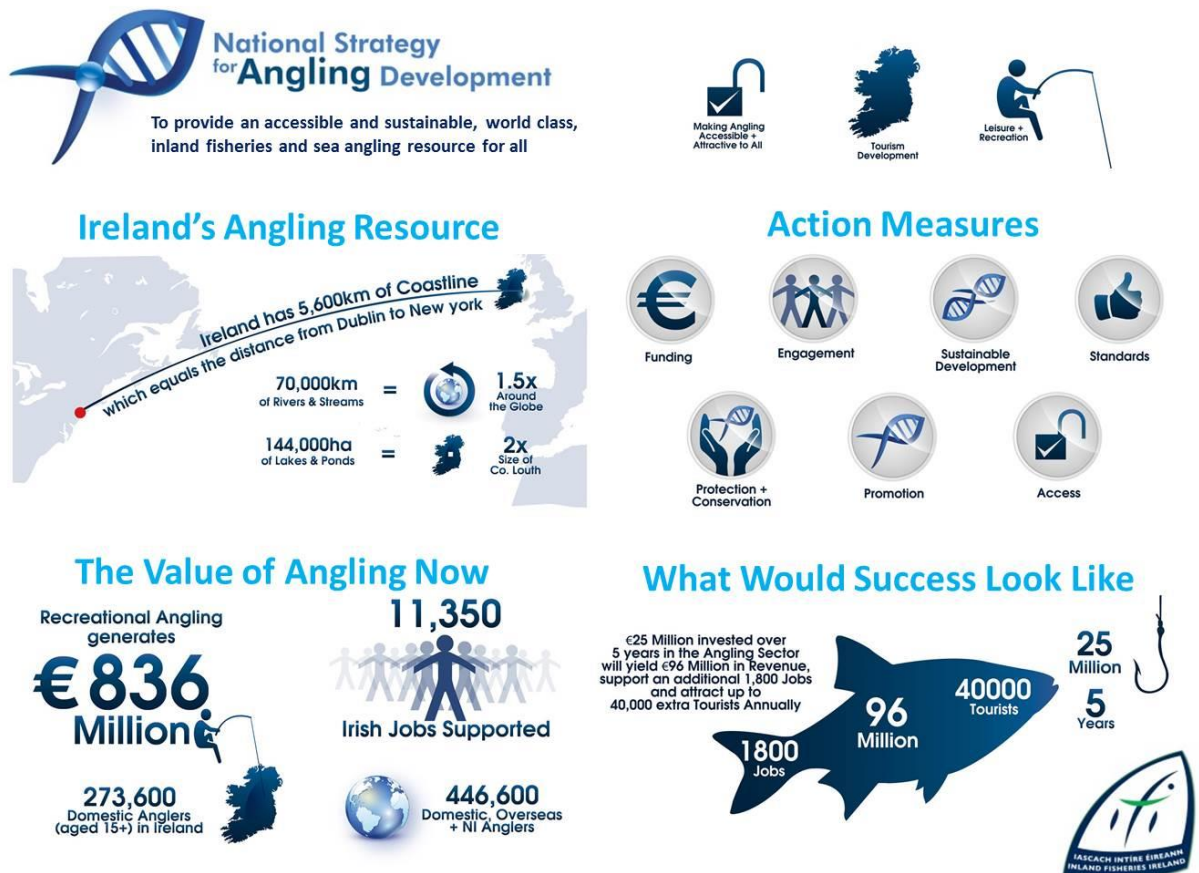 National Strategy
for Angling Development
To provide an accessible and sustainable, world class,
inland fisheries and sea angling resource for all
Making Angling
Accessible +
Attractive to All
Tourism
Development
Leisure +
Recreation
Ireland's Angling Resource
Ireland has 5,600km of Coastline
which equals the distance from Dublin to New york
70,000km
of Rivers & Streams
=
1.5x
Around
the Globe
144,000ha
of Lakes & Ponds
=
2x
Size of
Co. Louth
Action Measures
€
Funding
Engagement
Sustainable
Development
Standards
Protection +
Conservation
Promotion
Access
The Value of Angling Now
Recreational Angling
generates
€836
Million
11,350
Irish Jobs Supported
273,600
Domestic Anglers
(aged 15+) in Ireland
446,600
Domestic, Overseas
+ NI Anglers
What Would Success Look Like
€25 Million invested over
5 years in the Angling Sector
will yield €96 Million in Revenue,
support an additional 1,800 Jobs
and attract up to
40,000 extra Tourists Annually
1800
Jobs
96
Million
40000
Tourists
25
Million
5
Years
ifi
IASCACH INTÍRE ÉIREANN
INLAND FISHERIES IRELAND